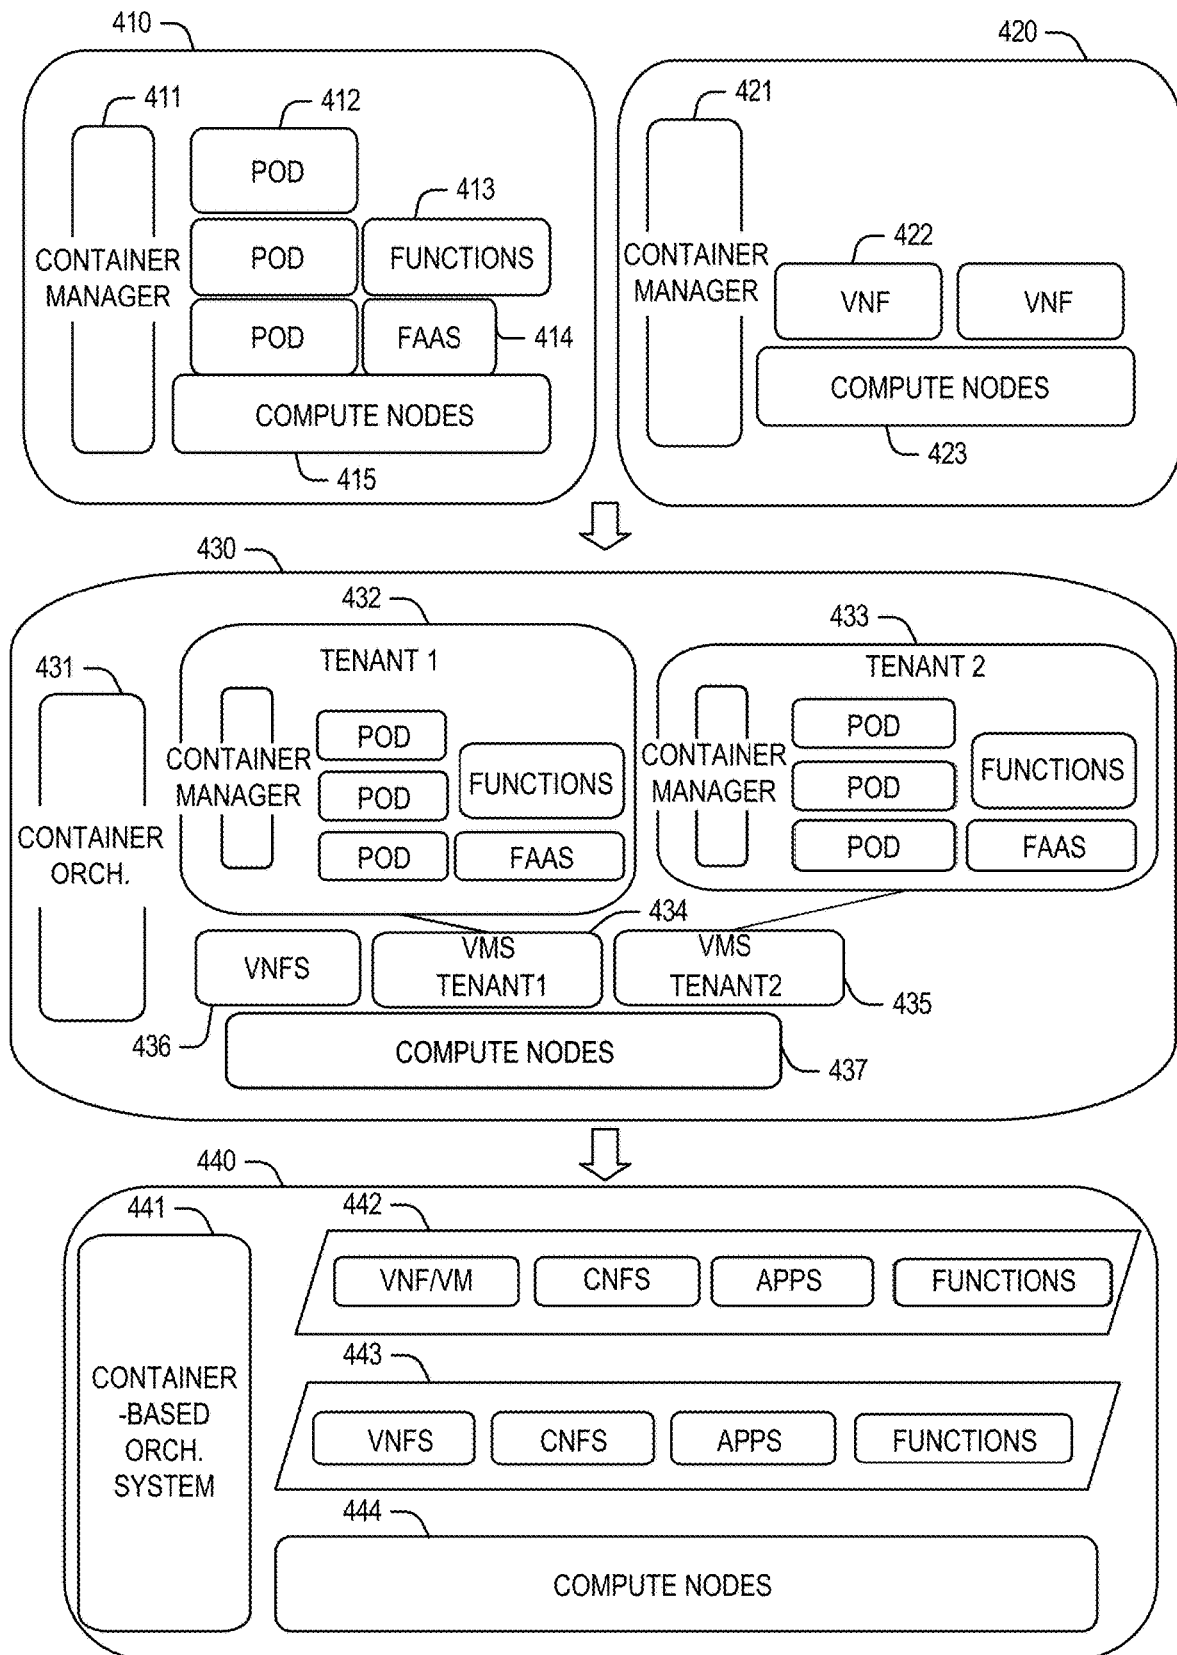 410
411
412
POD
413
CONTAINER
MANAGER
POD
FUNCTIONS
POD
FAAS
414
COMPUTE NODES
415
420
421
CONTAINER
MANAGER
422
VNF
VNF
COMPUTE NODES
423
430
431
CONTAINER
ORCH.
432
TENANT 1
CONTAINER
MANAGER
POD
POD
POD
FUNCTIONS
FAAS
433
TENANT 2
CONTAINER
MANAGER
POD
POD
POD
FUNCTIONS
FAAS
434
VNFS
436
VMS
TENANT1
VMS
TENANT2
435
COMPUTE NODES
437
440
441
CONTAINER
-BASED
ORCH.
SYSTEM
442
VNF/VM
CNFS
APPS
FUNCTIONS
443
VNFS
CNFS
APPS
FUNCTIONS
444
COMPUTE NODES